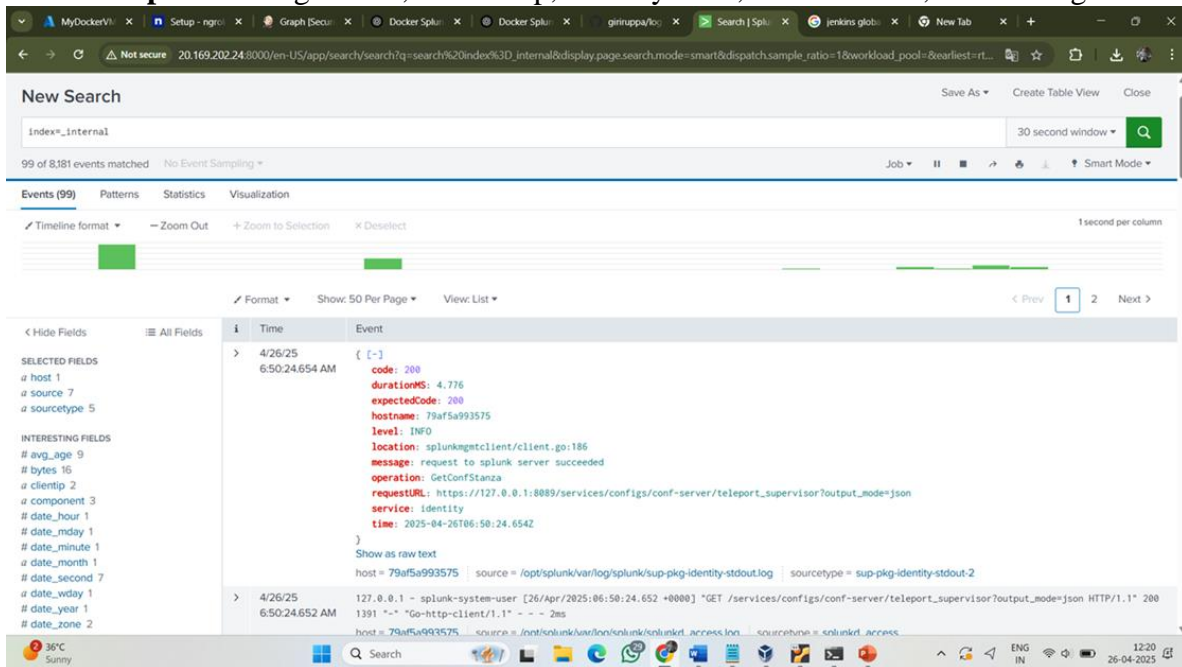 MyDockerVM
Setup - ngro
Graph [Secur
Docker Splun
Docker Splun
giriruppa/log
Search | Splu
jenkins globa
New Tab
Not secure 20.169.202.24:8000/en-US/app/search/search?q=search%20index%3D_internal&display.page.search.mode=smart&dispatch.sample_ratio=1&workload_pool=&earliest=rt...
New Search
Save As Create Table View Close
index=_internal
30 second window
99 of 8,181 events matched No Event Sampling
Job Smart Mode
Events (99) Patterns Statistics Visualization
Timeline format — Zoom Out + Zoom to Selection × Deselect
1 second per column
Format Show: 50 Per Page View: List
< Prev 1 2 Next >
< Hide Fields All Fields
i Time Event
SELECTED FIELDS
a host 1
a source 7
a sourcetype 5
INTERESTING FIELDS
# avg_age 9
# bytes 16
a clientip 2
a component 3
# date_hour 1
# date_mday 1
# date_minute 1
a date_month 1
# date_second 7
a date_wday 1
# date_year 1
# date_zone 2
> 4/26/25
6:50:24.654 AM
{ [-]
code: 200
durationMS: 4.776
expectedCode: 200
hostname: 79af5a993575
level: INFO
location: splunkmgmtclient/client.go:186
message: request to splunk server succeeded
operation: GetConfStanza
requestURL: https://127.0.0.1:8089/services/configs/conf-server/teleport_supervisor?output_mode=json
service: identity
time: 2025-04-26T06:50:24.654Z
}
Show as raw text
host = 79af5a993575 source = /opt/splunk/var/log/splunk/sup-pkg-identity-stdout.log sourcetype = sup-pkg-identity-stdout-2
> 4/26/25
6:50:24.652 AM
127.0.0.1 - splunk-system-user [26/Apr/2025:06:50:24.652 +0000] "GET /services/configs/conf-server/teleport_supervisor?output_mode=json HTTP/1.1" 200
1391 "-" "Go-http-client/1.1" - - - 2ms
host = 79af5a993575 source = /opt/splunk/var/log/splunk/splunkd_access.log sourcetype = splunkd_access
36°C
Sunny
Search
ENG
IN
12:20
26-04-2025